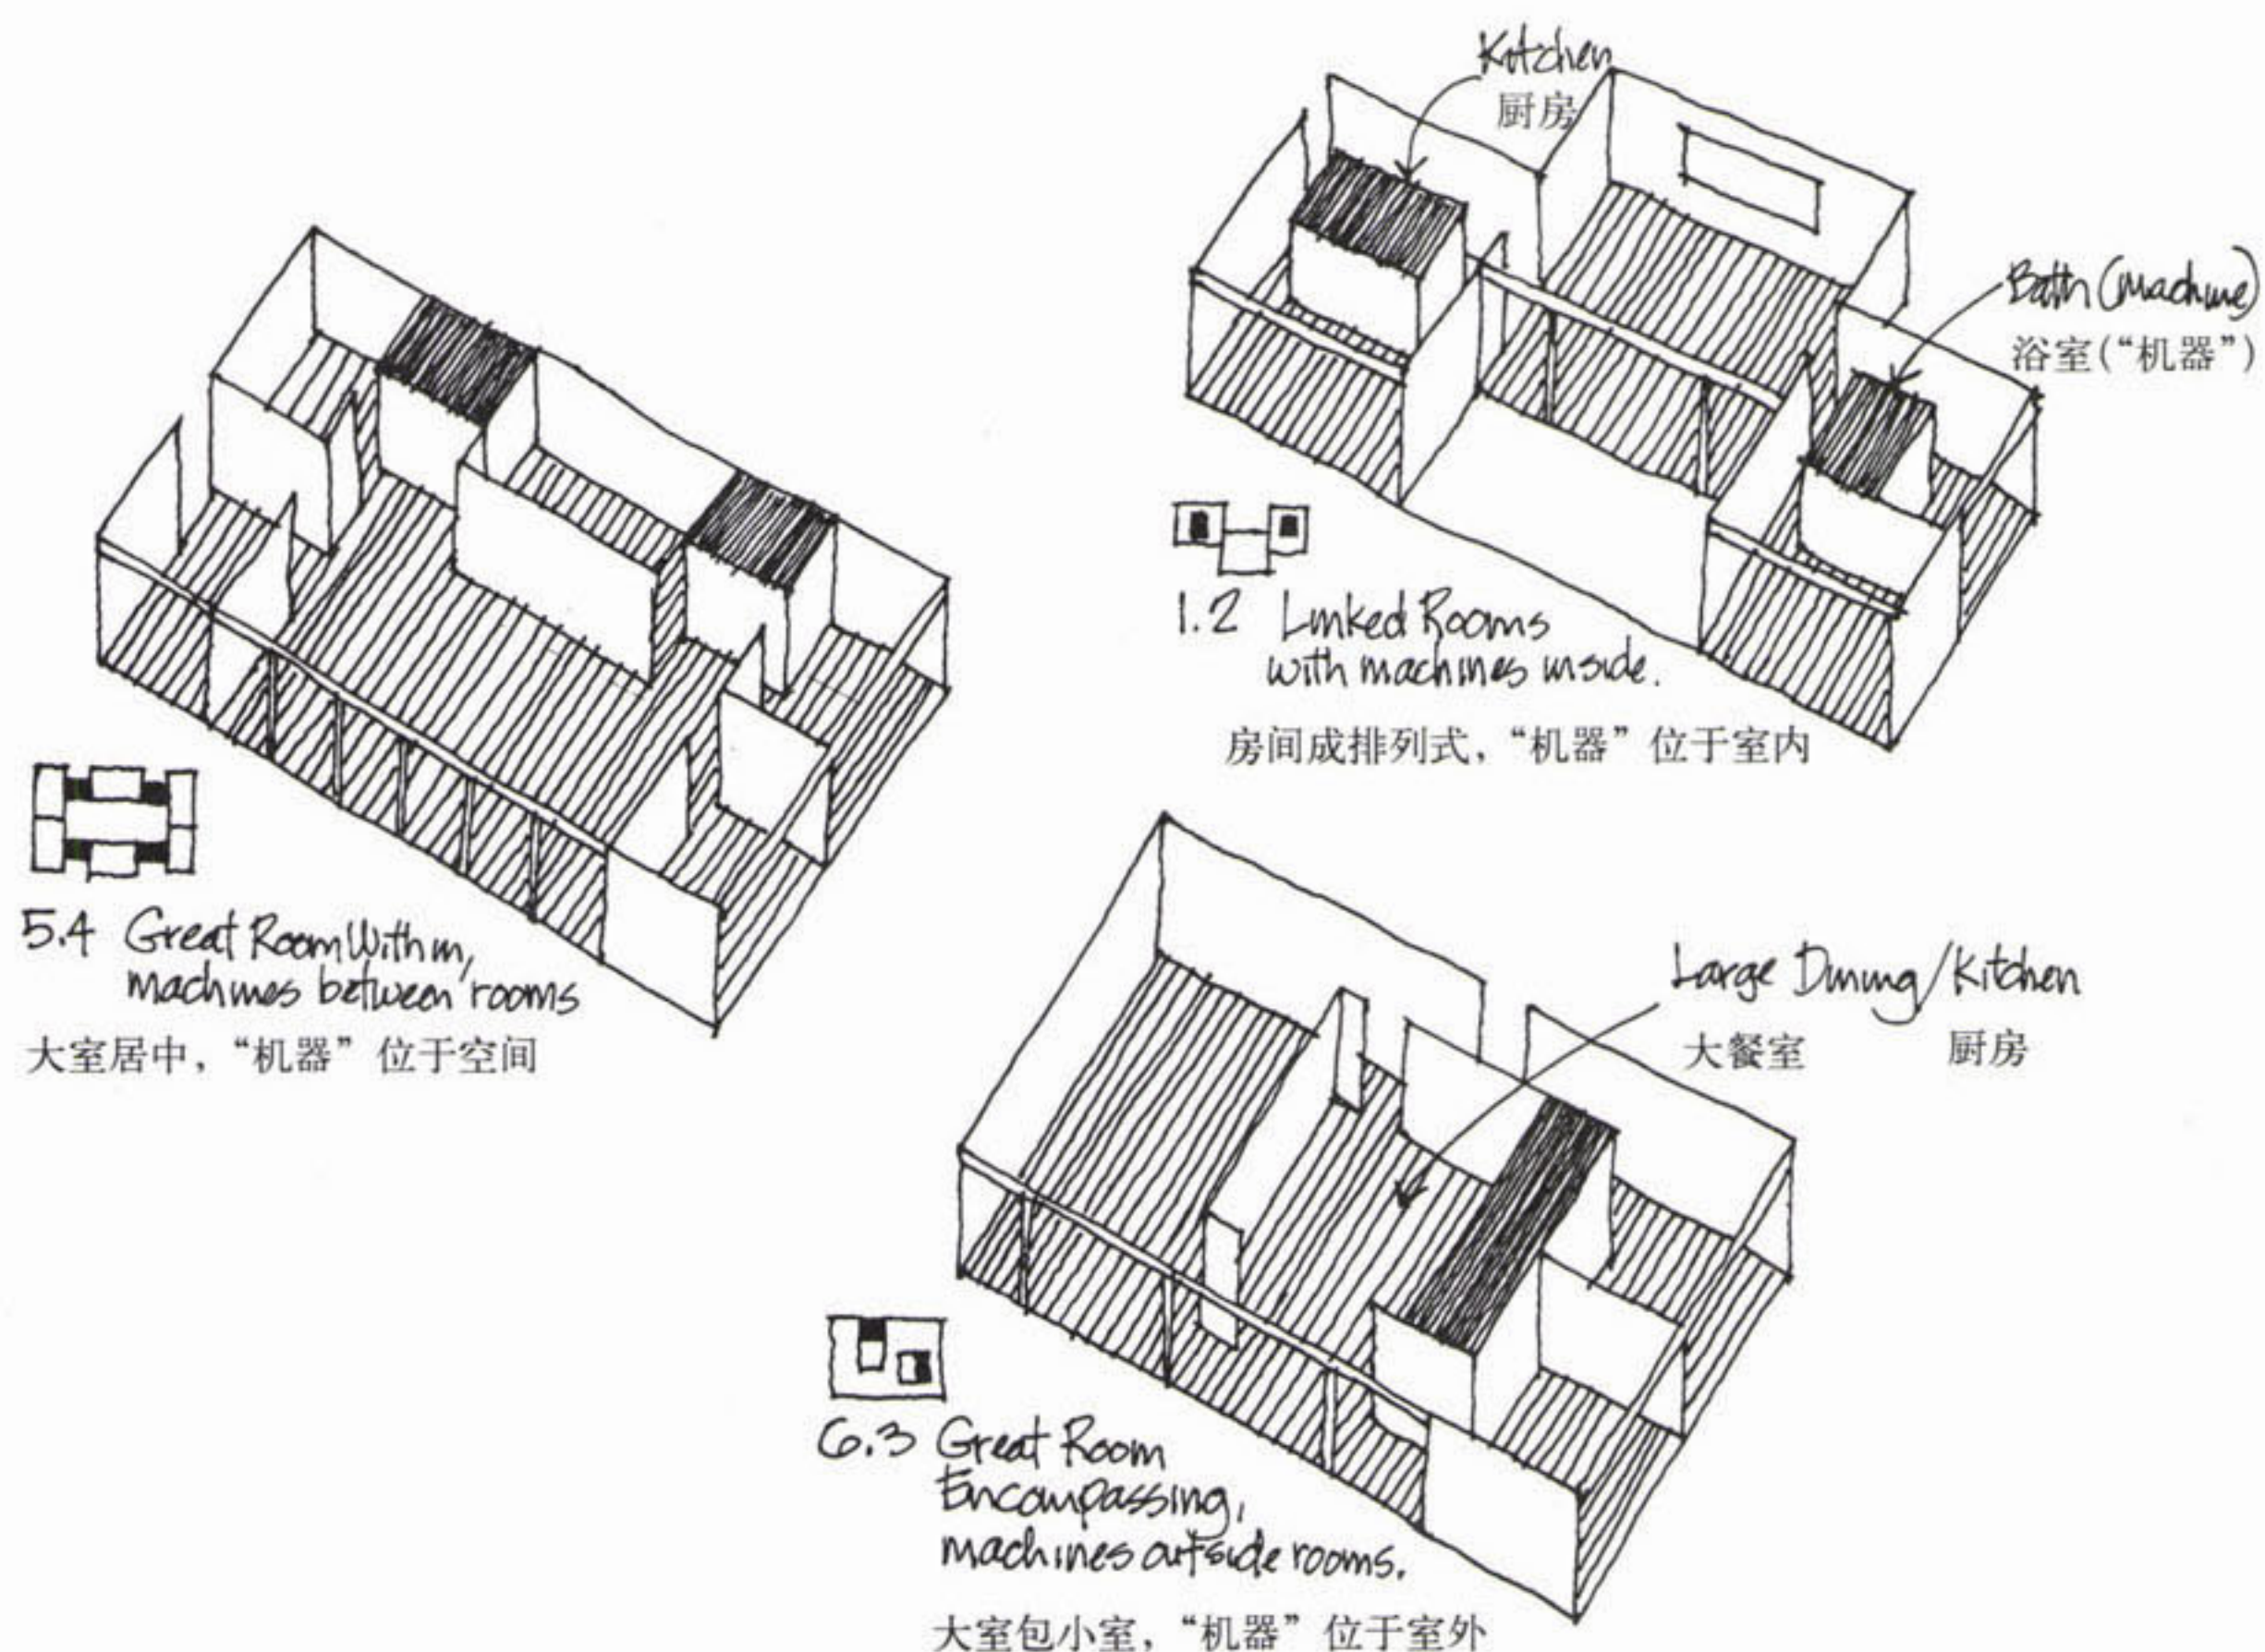 Kitchen
厨房
Bath (machine)
浴室(“机器”)
1.2 Linked Rooms
with machines inside.
房间成排列式，“机器”位于室内
5.4 Great Room Within,
machines between rooms
大室居中，“机器”位于空间
Large Dining/Kitchen
大餐室 厨房
6.3 Great Room
Encompassing,
machines outside rooms.
大室包小室，“机器”位于室外